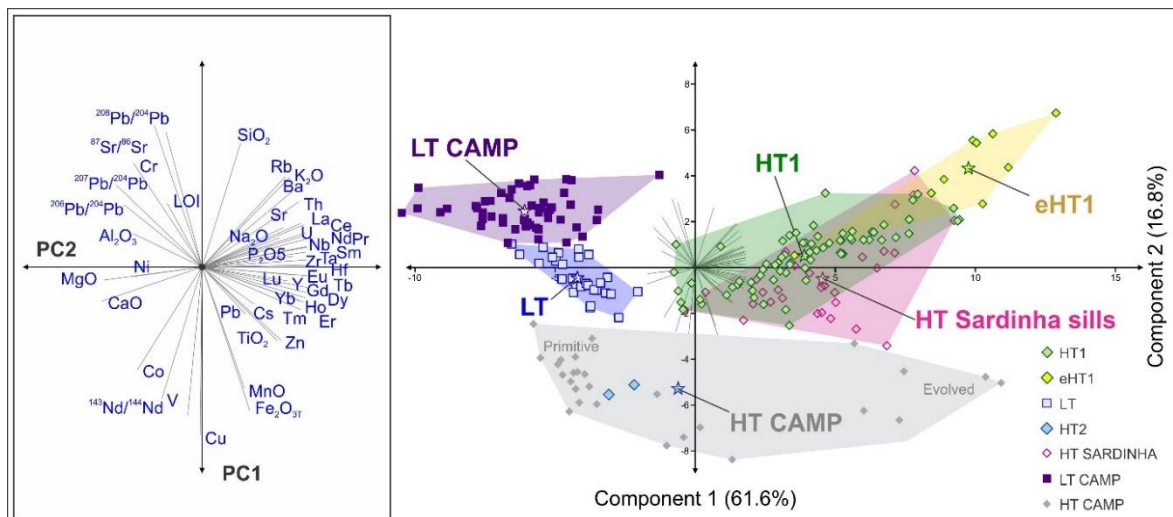 ²⁰⁸Pb/²⁰⁴Pb
SiO₂
⁸⁷Sr/⁸⁶Sr
Cr
Rb
K₂O
²⁰⁷Pb/²⁰⁴Pb
Ba
LOI
Th
²⁰⁶Pb/²⁰⁴Pb
Sr
La
Ce
U
Al₂O₃
Na₂O
Nb
NdPr
PC2
P₂O5
Ta
Sm
Zr
Hf
Ni
MgO
Lu
Y
Eu
Tb
CaO
Yb
Gd
Dy
Pb
Cs
Ho
Tm
Er
TiO₂
Zn
Co
MnO
¹⁴³Nd/¹⁴⁴Nd
V
Fe₂O₃T
Cu
PC1
8
6
4
2
-10
5
10
15
-2
-4
-6
-8
LT CAMP
HT1
eHT1
LT
HT Sardinha sills
Primitive
Evolved
HT CAMP
Component 1 (61.6%)
Component 2 (16.8%)
HT1
eHT1
LT
HT2
HT SARDINHA
LT CAMP
HT CAMP